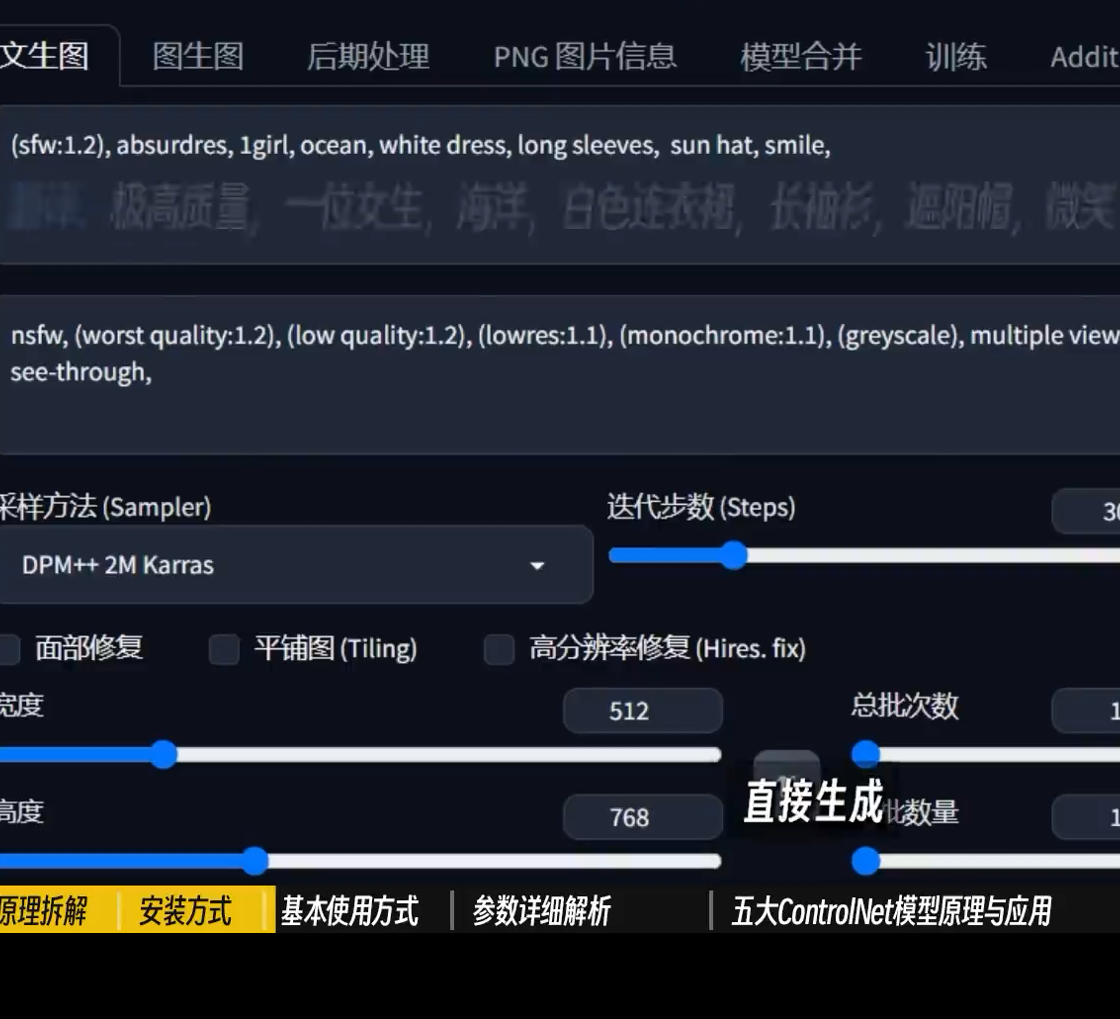 文生图 图生图 后期处理 PNG 图片信息 模型合并 训练 Addit
(sfw:1.2), absurdres, 1girl, ocean, white dress, long sleeves, sun hat, smile,
极高质量, 一位女生, 海洋, 白色连衣裙, 长袖衫, 遮阳帽, 微笑
nsfw, (worst quality:1.2), (low quality:1.2), (lowres:1.1), (monochrome:1.1), (greyscale), multiple view
see-through,
采样方法 (Sampler) 迭代步数 (Steps) 30
DPM++ 2M Karras
面部修复 平铺图 (Tiling) 高分辨率修复 (Hires. fix)
宽度 512 总批次数 1
直接生成
高度 768 批数量 1
原理拆解 安装方式 基本使用方式 参数详细解析 五大ControlNet模型原理与应用